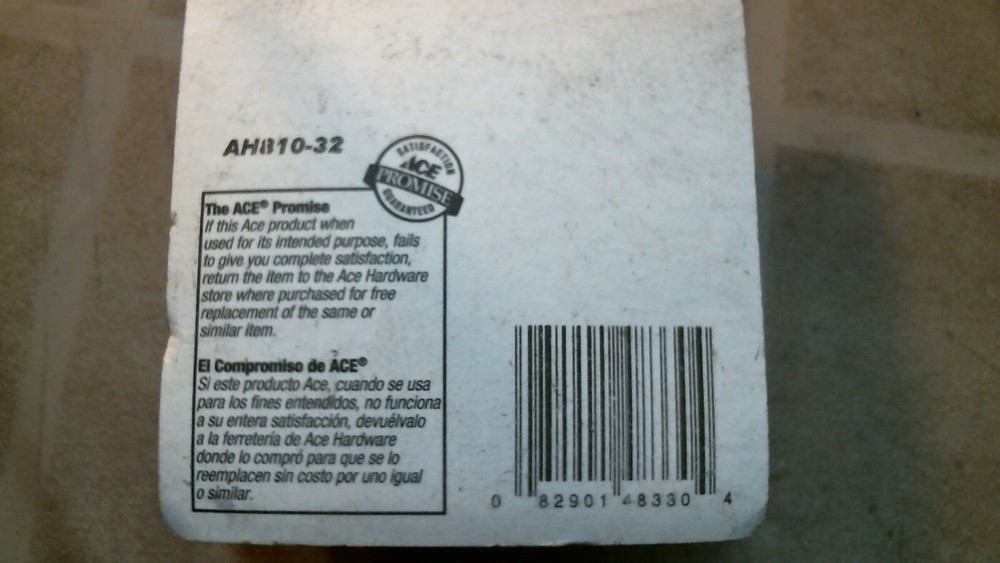 AH810-32
SATISFACTION
ACE
PROMISE
GUARANTEED
The ACE® Promise
If this Ace product when
used for its intended purpose, fails
to give you complete satisfaction,
return the item to the Ace Hardware
store where purchased for free
replacement of the same or
similar item.
El Compromiso de ACE®
Si este producto Ace, cuando se usa
para los fines entendidos, no funciona
a su entera satisfacción, devuélvalo
a la ferretería de Ace Hardware
donde lo compró para que se lo
reemplacen sin costo por uno igual
o similar.
0 82901 48330 4